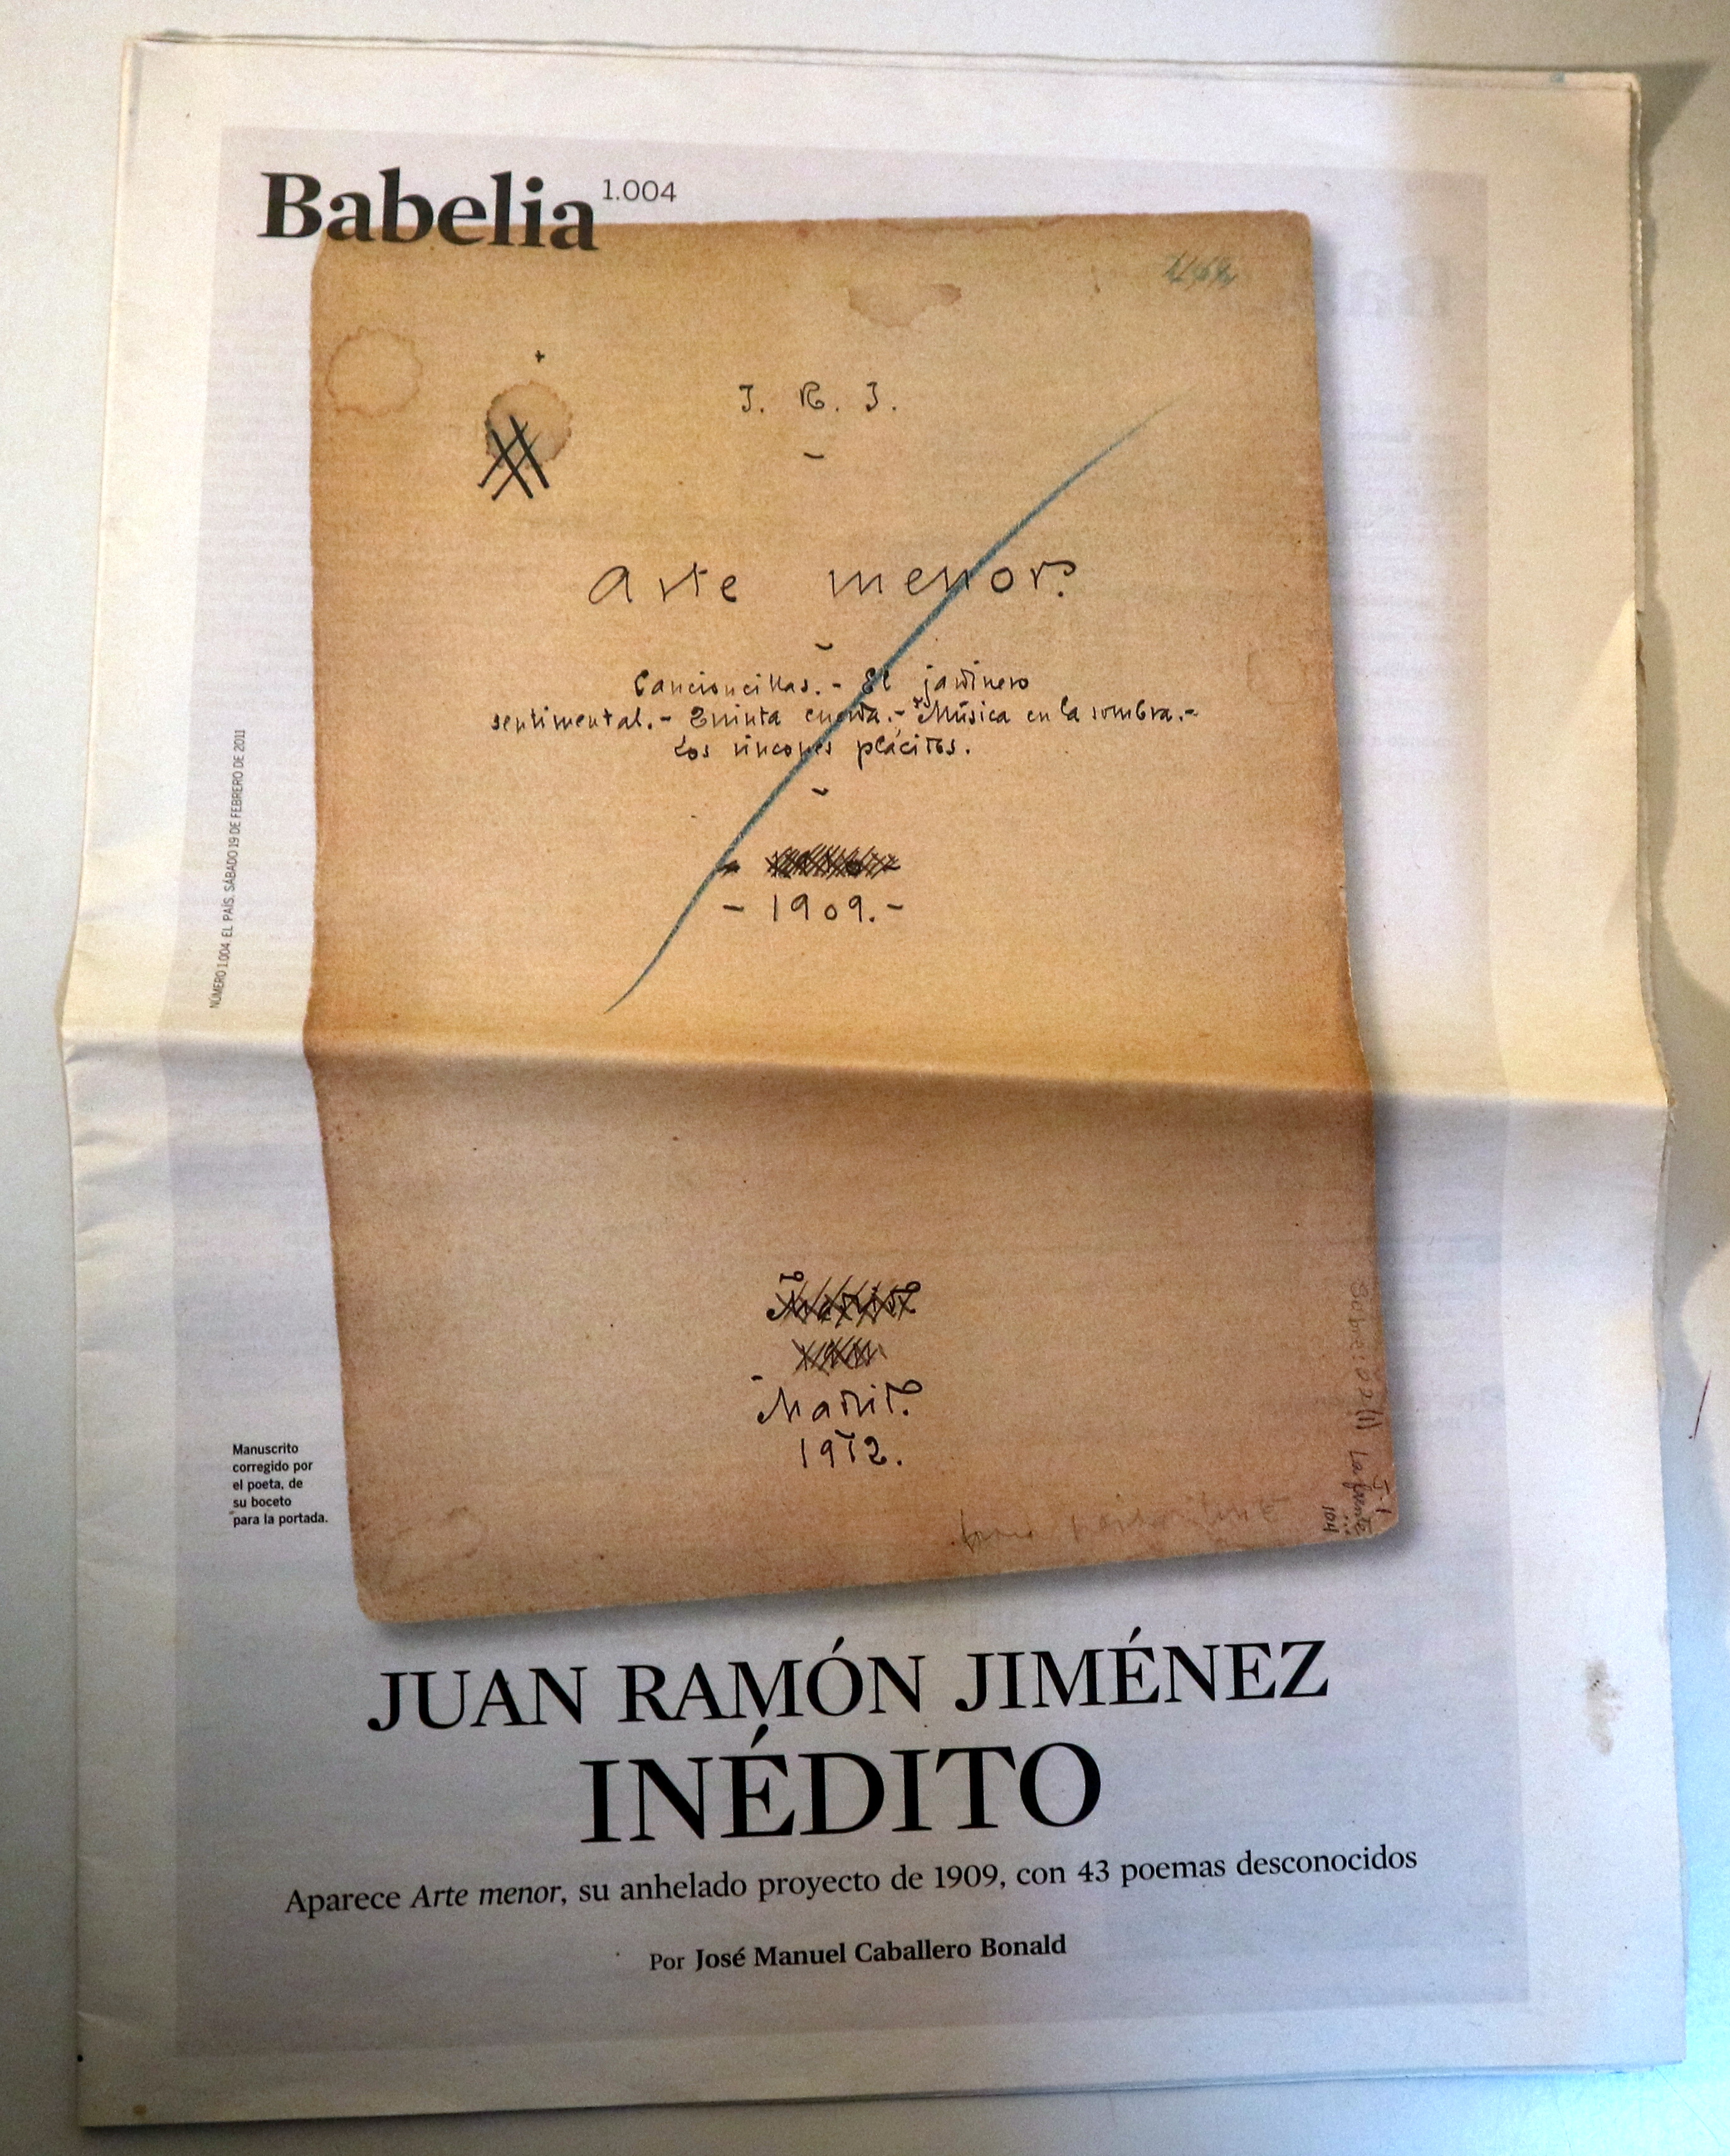 Babelia 1.004
J. R. J.
Arte menor.
Cancioncillas.- El jardinero
sentimental.- Quinta cuerda.- Música en la sombra.-
Los rincones plácidos.
- 1909.-
NÚMERO 1.004. EL PAÍS, SÁBADO 19 DE FEBRERO DE 2011
Madrid.
1912.
Manuscrito
corregido por
el poeta, de
su boceto
para la portada.
JUAN RAMÓN JIMÉNEZ
INÉDITO
Aparece Arte menor, su anhelado proyecto de 1909, con 43 poemas desconocidos
Por José Manuel Caballero Bonald